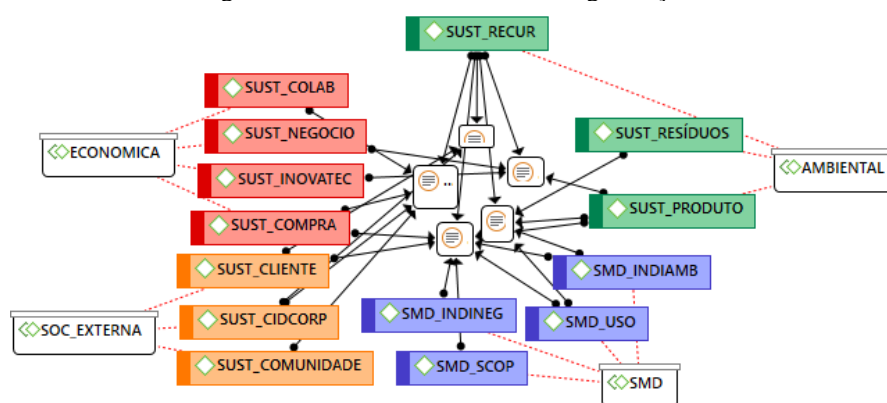 SUST_RECUR
SUST_COLAB
SUST_NEGOCIO
SUST_RESÍDUOS
ECONOMICA
AMBIENTAL
SUST_INOVATEC
..
SUST_COMPRA
SUST_PRODUTO
SUST_CLIENTE
SMD_INDIAMB
SUST_CIDCORP
SMD_INDINEG
SMD_USO
SOC_EXTERNA
SUST_COMUNIDADE
SMD_SCOP
SMD